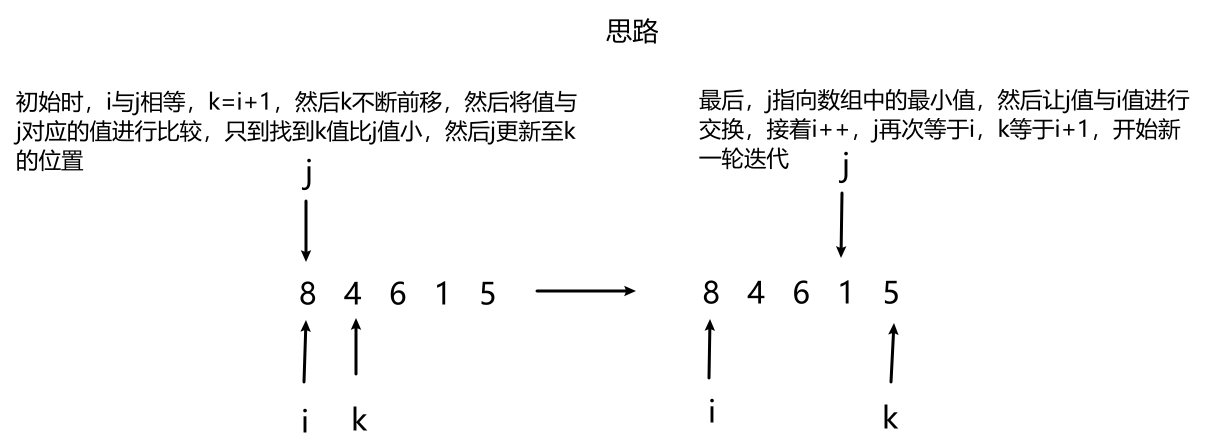 思路
初始时，i与j相等，k=i+1，然后k不断前移，然后将值与
j对应的值进行比较，只到找到k值比j值小，然后j更新至k
的位置
最后，j指向数组中的最小值，然后让j值与i值进行
交换，接着i++，j再次等于i，k等于i+1，开始新
一轮迭代
j
j
8 4 6 1 5
8 4 6 1 5
i k
i k